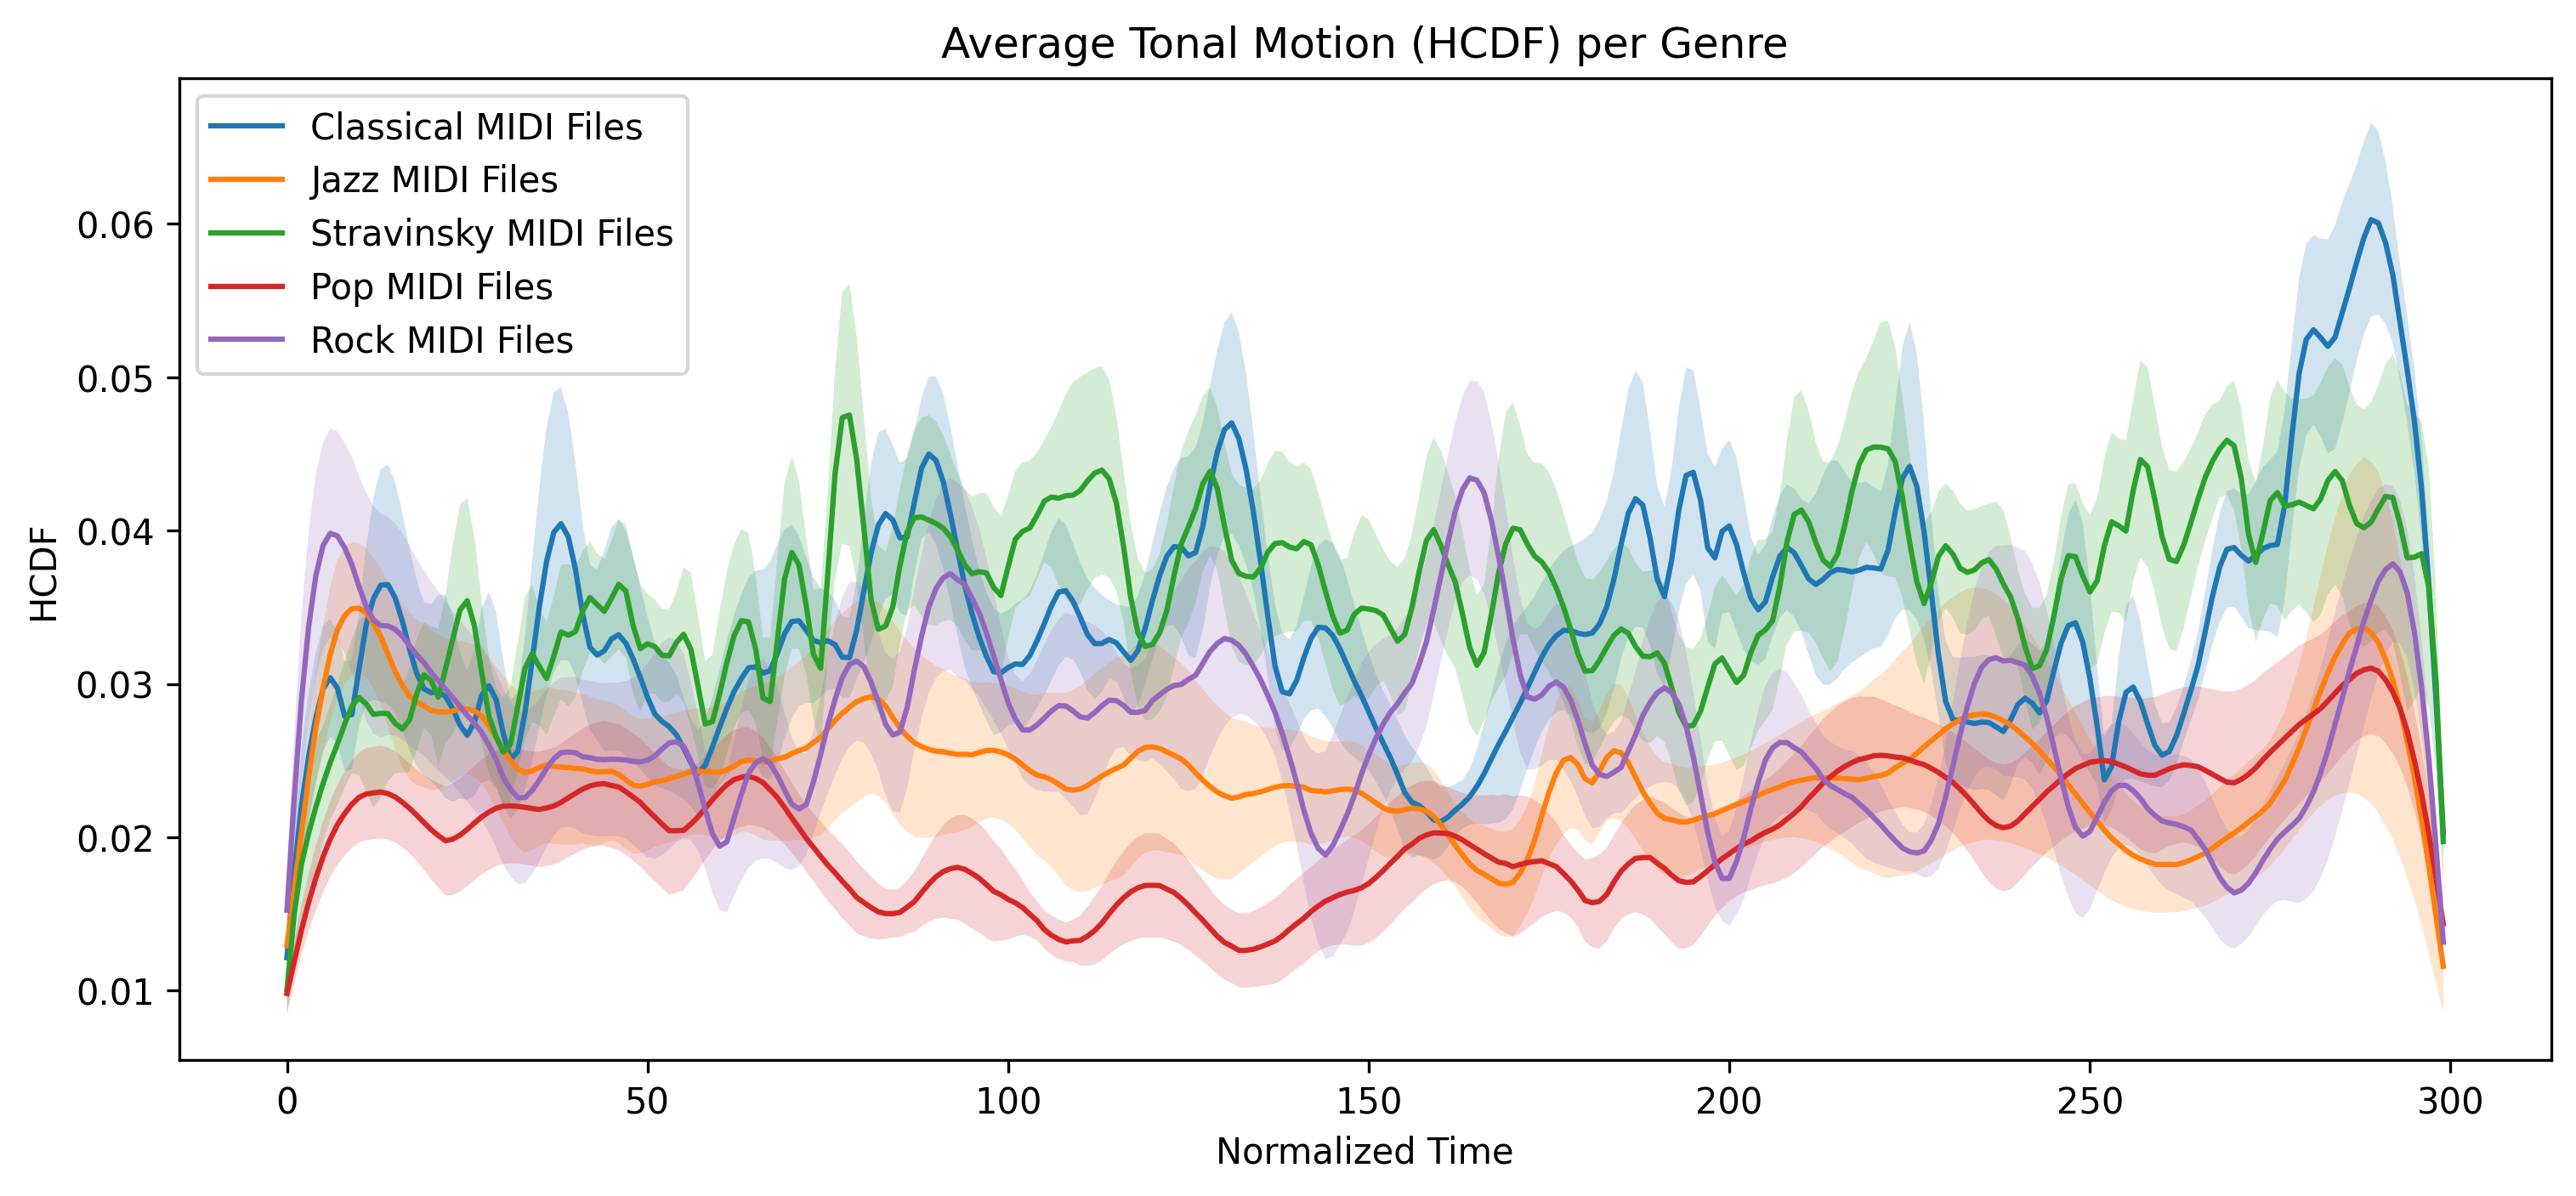 Average Tonal Motion (HCDF) per Genre
Classical MIDI Files
Jazz MIDI Files
Stravinsky MIDI Files
Pop MIDI Files
Rock MIDI Files
HCDF
0.06
0.05
0.04
0.03
0.02
0.01
0 50 100 150 200 250 300
Normalized Time